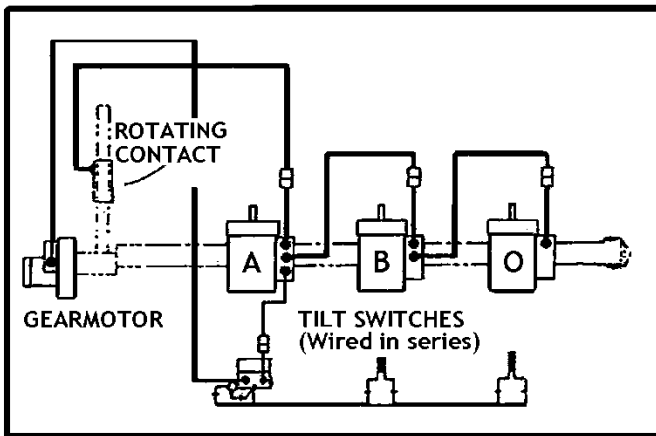 ROTATING
CONTACT
A
B
O
GEARMOTOR
TILT SWITCHES
(Wired in series)